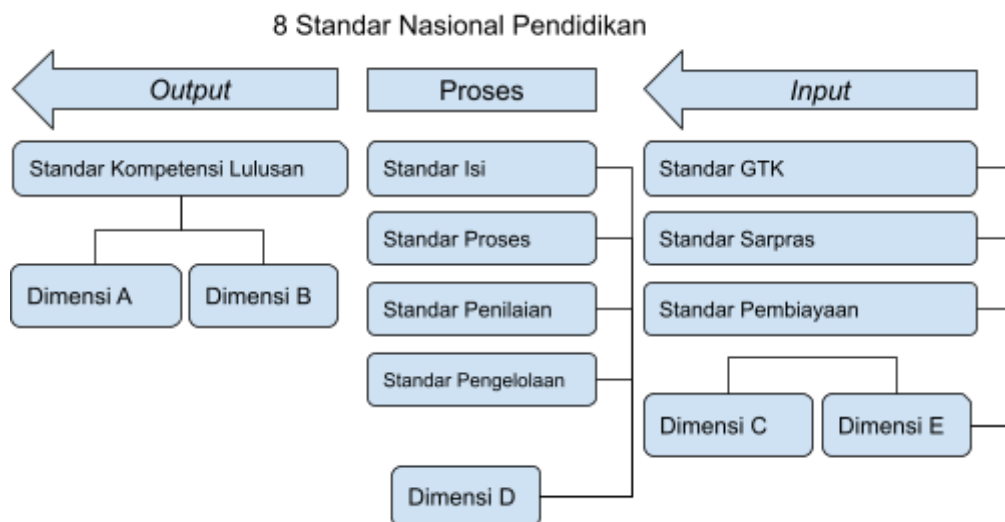 8 Standar Nasional Pendidikan
Output
Proses
Input
Standar Kompetensi Lulusan
Standar Isi
Standar GTK
Standar Proses
Standar Sarpras
Dimensi A
Dimensi B
Standar Penilaian
Standar Pembiayaan
Standar Pengelolaan
Dimensi C
Dimensi E
Dimensi D